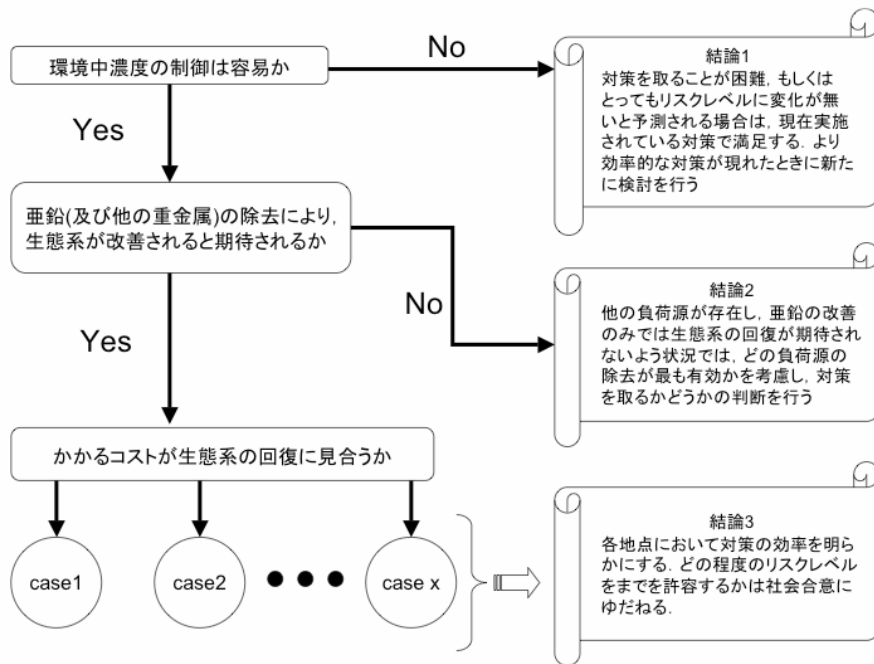 環境中濃度の制御は容易か
No
結論1
対策を取ることが困難，もしくは
とってもリスクレベルに変化が無
いと予測される場合は，現在実施
されている対策で満足する．より
効率的な対策が現れたときに新た
に検討を行う
Yes
亜鉛(及び他の重金属)の除去により，
生態系が改善されると期待されるか
No
結論2
他の負荷源が存在し，亜鉛の改善
のみでは生態系の回復が期待され
ないよう状況では，どの負荷源の
除去が最も有効かを考慮し，対策
を取るかどうかの判断を行う
Yes
かかるコストが生態系の回復に見合うか
case1
case2
case x
結論3
各地点において対策の効率を明ら
かにする．どの程度のリスクレベル
をまでを許容するかは社会合意に
ゆだねる．